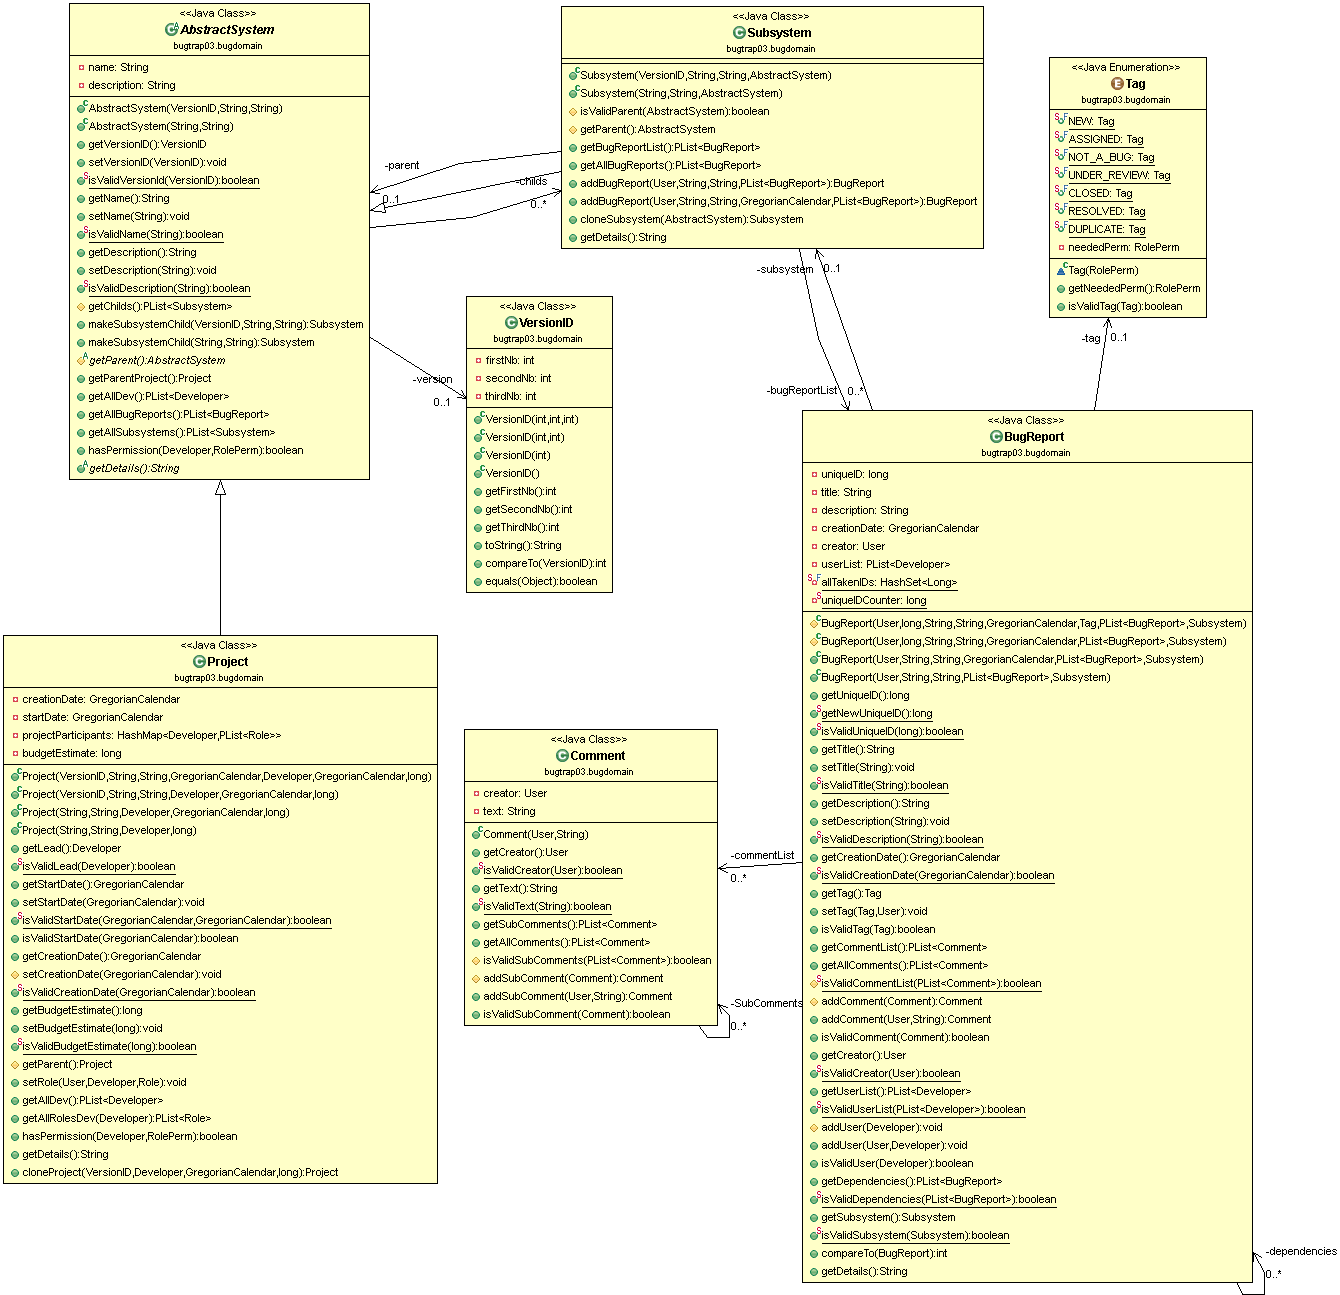 <<Java Class>>
AbstractSystem
bugtrap03.bugdomain
name: String
description: String
AbstractSystem(VersionID,String,String)
AbstractSystem(String,String)
getVersionID():VersionID
setVersionID(VersionID):void
isValidVersionId(VersionID):boolean
getName():String
setName(String):void
isValidName(String):boolean
getDescription():String
setDescription(String):void
isValidDescription(String):boolean
getChilds():PList<Subsystem>
makeSubsystemChild(VersionID,String,String):Subsystem
makeSubsystemChild(String,String):Subsystem
getParent():AbstractSystem
getParentProject():Project
getAllDev():PList<Developer>
getAllBugReports():PList<BugReport>
getAllSubsystems():PList<Subsystem>
hasPermission(Developer,RolePerm):boolean
getDetails():String
-parent
0..1
-childs
0..*
<<Java Class>>
Subsystem
bugtrap03.bugdomain
Subsystem(VersionID,String,String,AbstractSystem)
Subsystem(String,String,AbstractSystem)
isValidParent(AbstractSystem):boolean
getParent():AbstractSystem
getBugReportList():PList<BugReport>
getAllBugReports():PList<BugReport>
addBugReport(User,String,String,PList<BugReport>):BugReport
addBugReport(User,String,String,GregorianCalendar,PList<BugReport>):BugReport
cloneSubsystem(AbstractSystem):Subsystem
getDetails():String
<<Java Enumeration>>
Tag
bugtrap03.bugdomain
NEW: Tag
ASSIGNED: Tag
NOT_A_BUG: Tag
UNDER_REVIEW: Tag
CLOSED: Tag
RESOLVED: Tag
DUPLICATE: Tag
neededPerm: RolePerm
Tag(RolePerm)
getNeededPerm():RolePerm
isValidTag(Tag):boolean
-subsystem
0..1
-tag
0..1
-version
0..1
-bugReportList
0..*
<<Java Class>>
VersionID
bugtrap03.bugdomain
firstNb: int
secondNb: int
thirdNb: int
VersionID(int,int,int)
VersionID(int,int)
VersionID(int)
VersionID()
getFirstNb():int
getSecondNb():int
getThirdNb():int
toString():String
compareTo(VersionID):int
equals(Object):boolean
<<Java Class>>
BugReport
bugtrap03.bugdomain
uniqueID: long
title: String
description: String
creationDate: GregorianCalendar
creator: User
userList: PList<Developer>
allTakenIDs: HashSet<Long>
uniqueIDCounter: long
BugReport(User,long,String,String,GregorianCalendar,Tag,PList<BugReport>,Subsystem)
BugReport(User,long,String,String,GregorianCalendar,PList<BugReport>,Subsystem)
BugReport(User,String,String,GregorianCalendar,PList<BugReport>,Subsystem)
BugReport(User,String,String,PList<BugReport>,Subsystem)
getUniqueID():long
getNewUniqueID():long
isValidUniqueID(long):boolean
getTitle():String
setTitle(String):void
isValidTitle(String):boolean
getDescription():String
setDescription(String):void
isValidDescription(String):boolean
getCreationDate():GregorianCalendar
isValidCreationDate(GregorianCalendar):boolean
getTag():Tag
setTag(Tag,User):void
isValidTag(Tag):boolean
getCommentList():PList<Comment>
getAllComments():PList<Comment>
isValidCommentList(PList<Comment>):boolean
addComment(Comment):Comment
addComment(User,String):Comment
isValidComment(Comment):boolean
getCreator():User
isValidCreator(User):boolean
getUserList():PList<Developer>
isValidUserList(PList<Developer>):boolean
addUser(Developer):void
addUser(User,Developer):void
isValidUser(Developer):boolean
getDependencies():PList<BugReport>
isValidDependencies(PList<BugReport>):boolean
getSubsystem():Subsystem
isValidSubsystem(Subsystem):boolean
compareTo(BugReport):int
getDetails():String
-dependencies
0..*
<<Java Class>>
Project
bugtrap03.bugdomain
creationDate: GregorianCalendar
startDate: GregorianCalendar
projectParticipants: HashMap<Developer,PList<Role>>
budgetEstimate: long
Project(VersionID,String,String,GregorianCalendar,Developer,GregorianCalendar,long)
Project(VersionID,String,String,Developer,GregorianCalendar,long)
Project(String,String,Developer,GregorianCalendar,long)
Project(String,String,Developer,long)
getLead():Developer
isValidLead(Developer):boolean
getStartDate():GregorianCalendar
setStartDate(GregorianCalendar):void
isValidStartDate(GregorianCalendar,GregorianCalendar):boolean
isValidStartDate(GregorianCalendar):boolean
getCreationDate():GregorianCalendar
setCreationDate(GregorianCalendar):void
isValidCreationDate(GregorianCalendar):boolean
getBudgetEstimate():long
setBudgetEstimate(long):void
isValidBudgetEstimate(long):boolean
getParent():Project
setRole(User,Developer,Role):void
getAllDev():PList<Developer>
getAllRolesDev(Developer):PList<Role>
hasPermission(Developer,RolePerm):boolean
getDetails():String
cloneProject(VersionID,Developer,GregorianCalendar,long):Project
<<Java Class>>
Comment
bugtrap03.bugdomain
creator: User
text: String
Comment(User,String)
getCreator():User
isValidCreator(User):boolean
getText():String
isValidText(String):boolean
getSubComments():PList<Comment>
getAllComments():PList<Comment>
isValidSubComments(PList<Comment>):boolean
addSubComment(Comment):Comment
addSubComment(User,String):Comment
isValidSubComment(Comment):boolean
-commentList
0..*
-SubComments
0..*